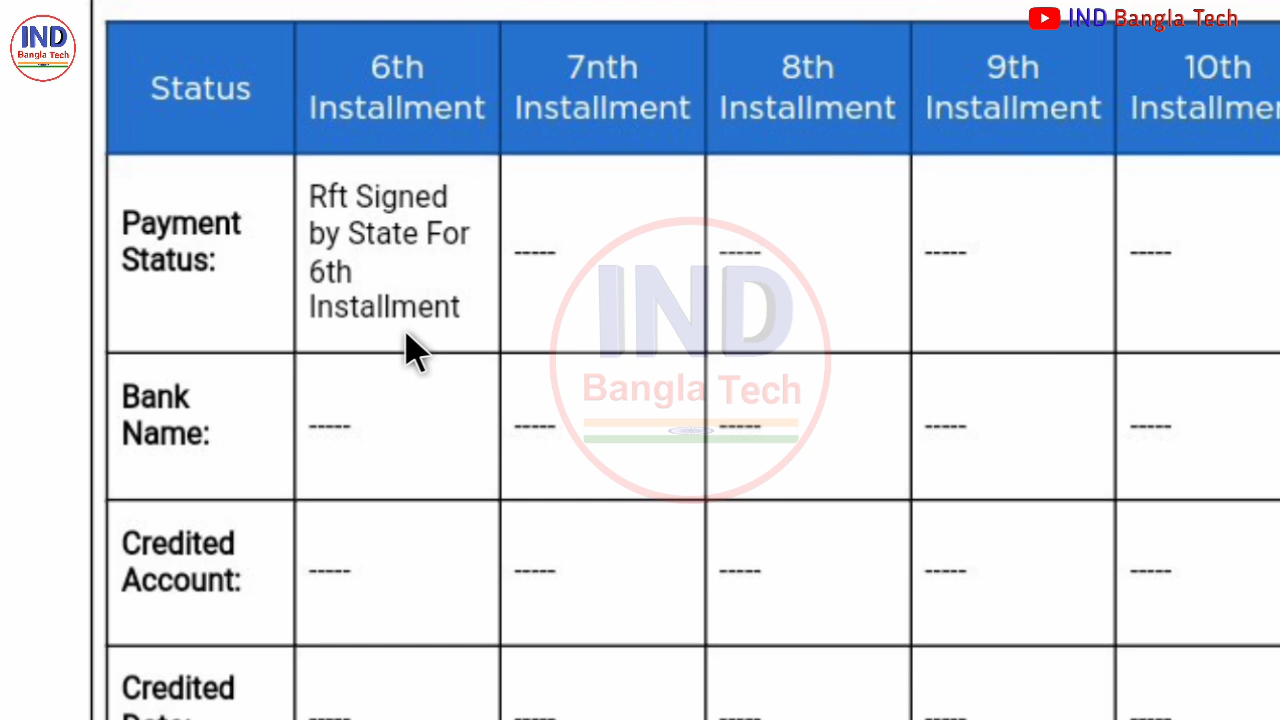 IND
Bangla Tech
IND Bangla Tech
Status
6th
Installment
7nth
Installment
8th
Installment
9th
Installment
10th
Installmen
Payment
Status:
Rft Signed
by State For
6th
Installment
-----
-----
-----
-----
IND
Bangla Tech
Bank
Name:
-----
-----
-----
-----
-----
Credited
Account:
-----
-----
-----
-----
-----
Credited